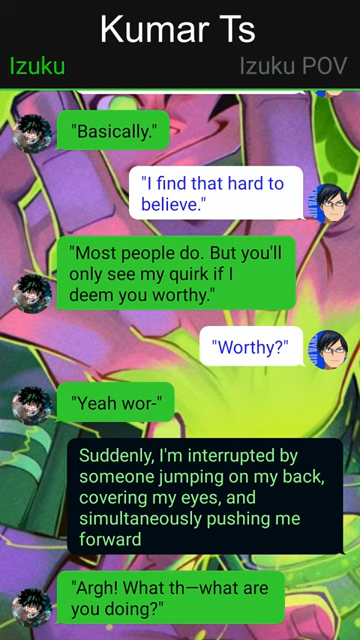 Kumar Ts
Izuku
Izuku POV
"Basically."
"I find that hard to
believe."
"Most people do. But you'll
only see my quirk if I
deem you worthy."
"Worthy?"
"Yeah wor-"
Suddenly, I'm interrupted by
someone jumping on my back,
covering my eyes, and
simultaneously pushing me
forward
"Argh! What th—what are
you doing?"